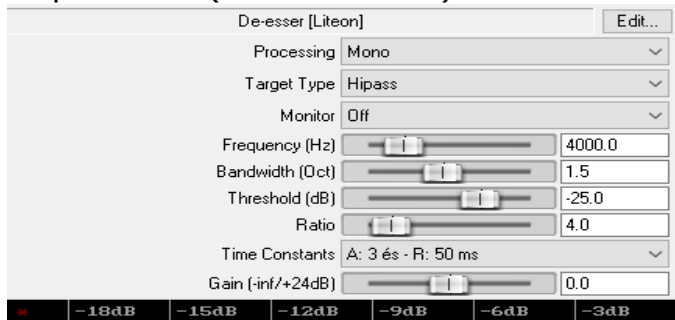 De-esser [Liteon] Edit...
Processing Mono
Target Type Hipass
Monitor Off
Frequency (Hz) 4000.0
Bandwidth (Oct) 1.5
Threshold (dB) -25.0
Ratio 4.0
Time Constants A: 3 és - R: 50 ms
Gain (-inf/+24dB) 0.0
-18dB -15dB -12dB -9dB -6dB -3dB